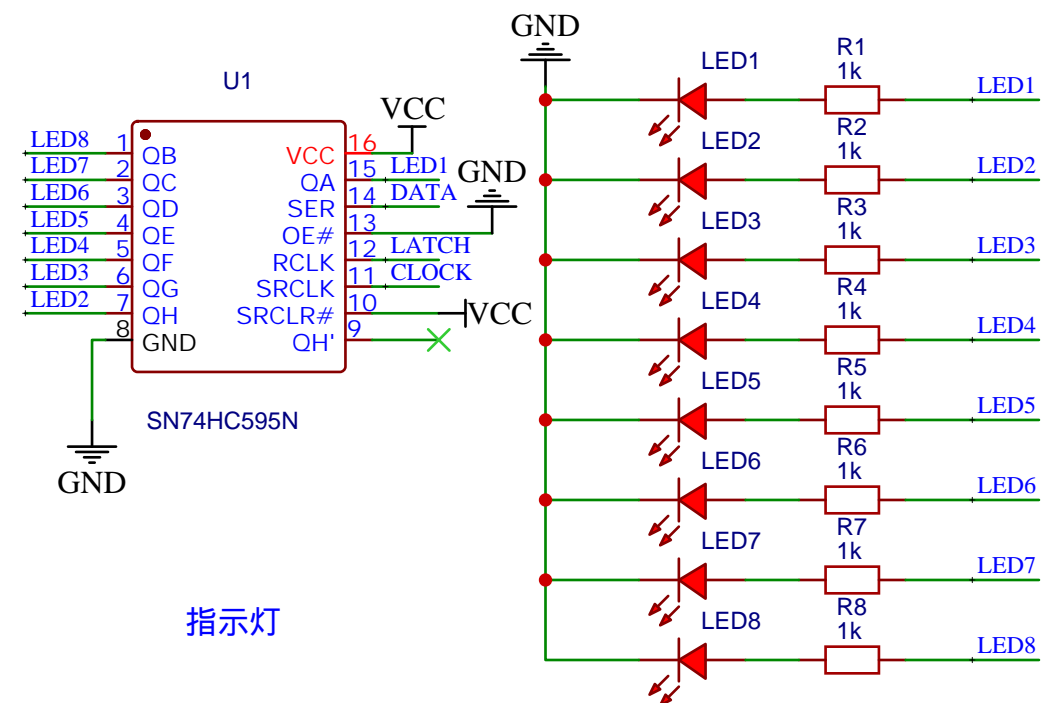 U1
VCC
LED8 1 QB VCC 16
LED7 2 QC QA 15 LED1
LED6 3 QD SER 14 DATA
LED5 4 QE OE# 13 GND
LED4 5 QF RCLK 12 LATCH
LED3 6 QG SRCLK 11 CLOCK
LED2 7 QH SRCLR# 10 VCC
8 GND QH' 9
SN74HC595N
GND
指示灯
GND
LED1 R1 1k LED1
LED2 R2 1k LED2
LED3 R3 1k LED3
LED4 R4 1k LED4
LED5 R5 1k LED5
LED6 R6 1k LED6
LED7 R7 1k LED7
LED8 R8 1k LED8